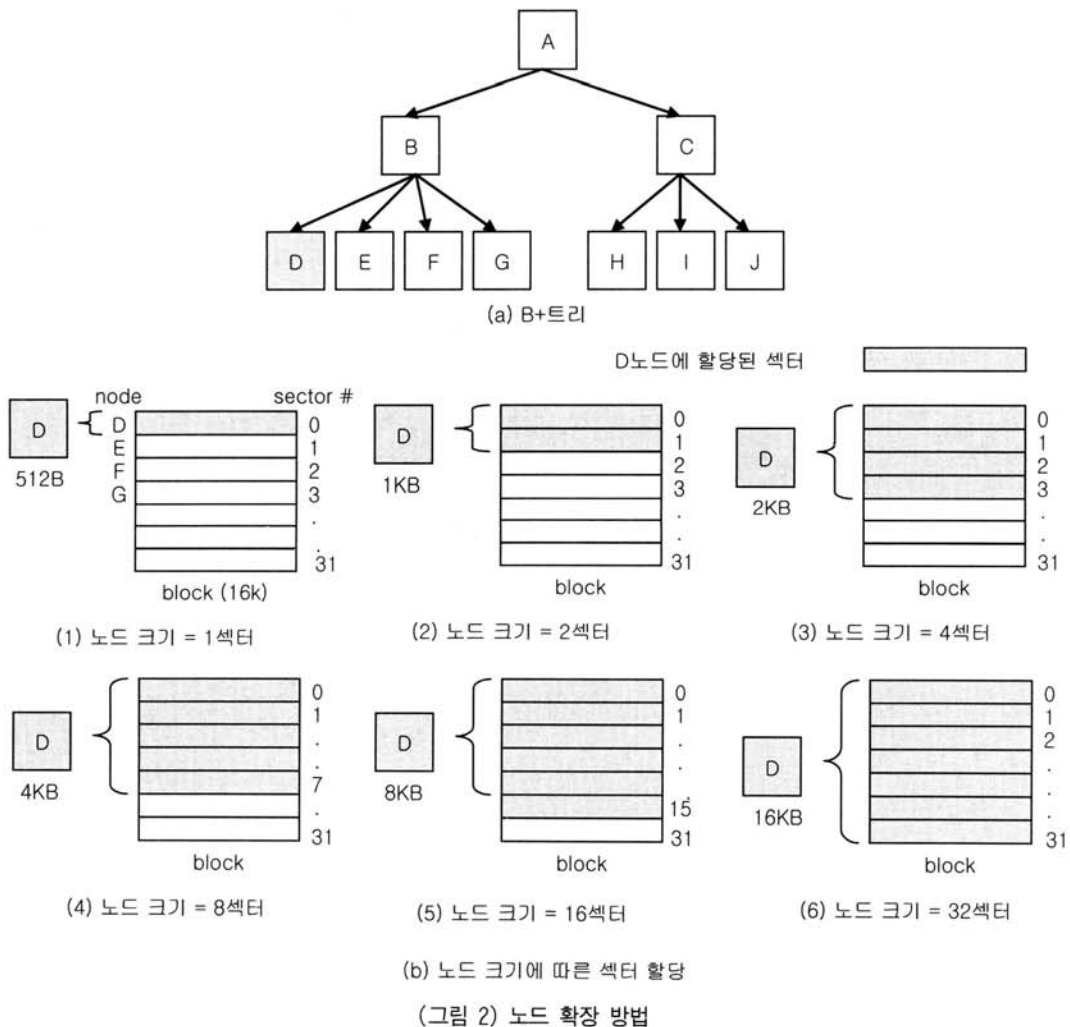 A
B C
D E F G H I J
(a) B+트리
D노드에 할당된 섹터
node sector #
D
512B
D
E
F
G
0
1
2
3
.
.
31
block (16k)
(1) 노드 크기 = 1섹터
D
1KB
0
1
2
3
.
.
31
block
(2) 노드 크기 = 2섹터
D
2KB
0
1
2
3
.
.
31
block
(3) 노드 크기 = 4섹터
D
4KB
0
1
.
.
7
.
31
block
(4) 노드 크기 = 8섹터
D
8KB
0
1
.
.
.
15
31
block
(5) 노드 크기 = 16섹터
D
16KB
0
1
2
.
.
.
31
block
(6) 노드 크기 = 32섹터
(b) 노드 크기에 따른 섹터 할당
(그림 2) 노드 확장 방법